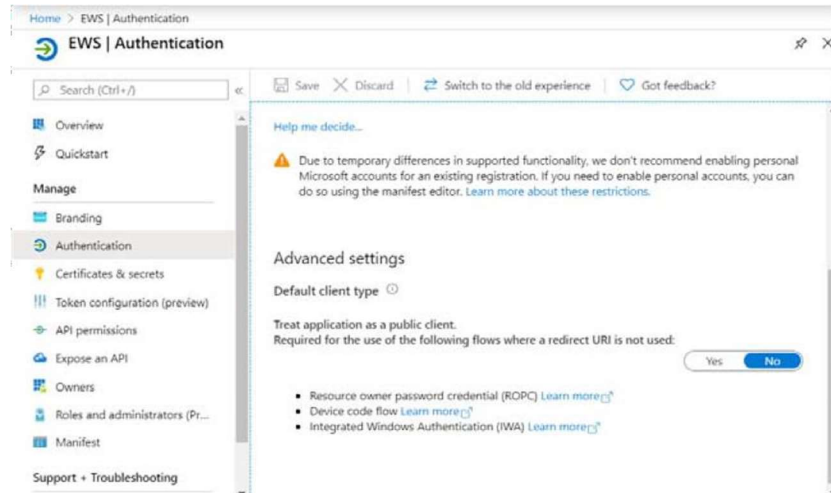 Home > EWS | Authentication
EWS | Authentication
Search (Ctrl+/)
«
Save
Discard
Switch to the old experience
Got feedback?
Overview
Quickstart
Manage
Branding
Authentication
Certificates & secrets
Token configuration (preview)
API permissions
Expose an API
Owners
Roles and administrators (Pr...
Manifest
Support + Troubleshooting
Help me decide...
Due to temporary differences in supported functionality, we don't recommend enabling personal
Microsoft accounts for an existing registration. If you need to enable personal accounts, you can
do so using the manifest editor. Learn more about these restrictions.
Advanced settings
Default client type
Treat application as a public client.
Required for the use of the following flows where a redirect URI is not used:
Yes No
Resource owner password credential (ROPC) Learn more
Device code flow Learn more
Integrated Windows Authentication (IWA) Learn more